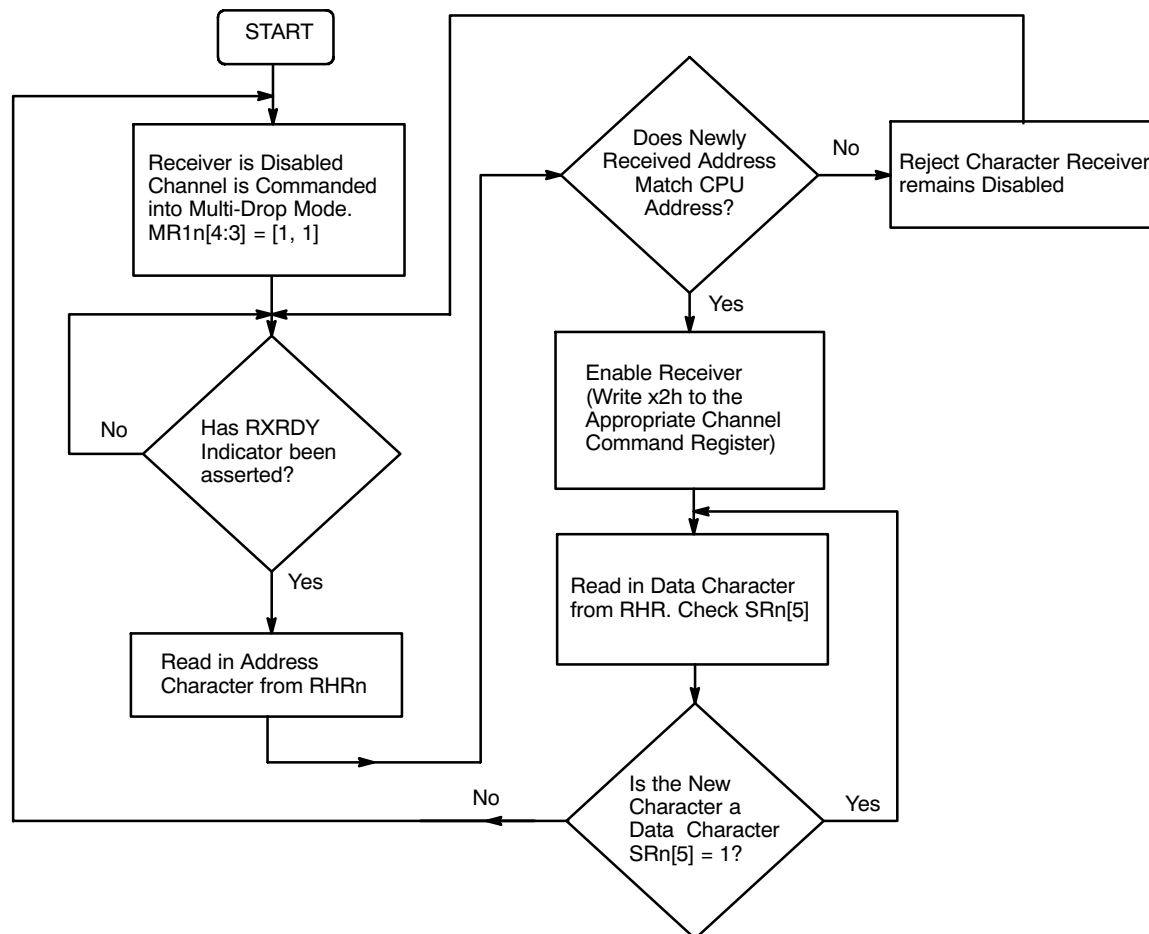 START
Receiver is Disabled
Channel is Commanded
into Multi-Drop Mode.
MR1n[4:3] = [1, 1]
No
Has RXRDY
Indicator been
asserted?
Yes
Read in Address
Character from RHRn
Does Newly
Received Address
Match CPU
Address?
No
Reject Character Receiver
remains Disabled
Yes
Enable Receiver
(Write x2h to the
Appropriate Channel
Command Register)
Read in Data Character
from RHR. Check SRn[5]
Is the New
Character a
Data Character
SRn[5] = 1?
Yes
No